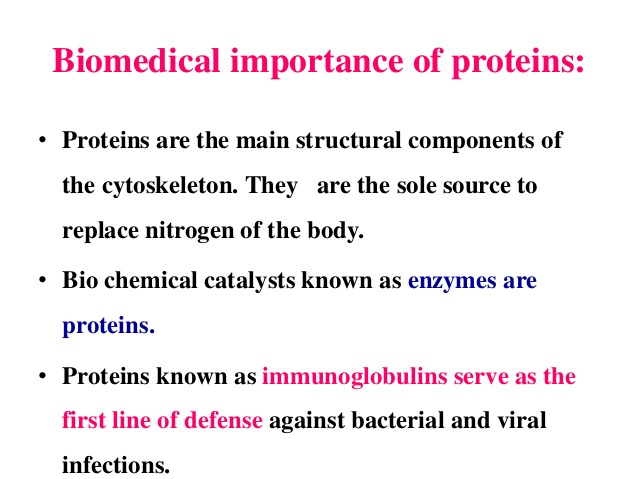 Biomedical importance of proteins:
• Proteins are the main structural components of
the cytoskeleton. They are the sole source to
replace nitrogen of the body.
• Bio chemical catalysts known as enzymes are
proteins.
• Proteins known as immunoglobulins serve as the
first line of defense against bacterial and viral
infections.